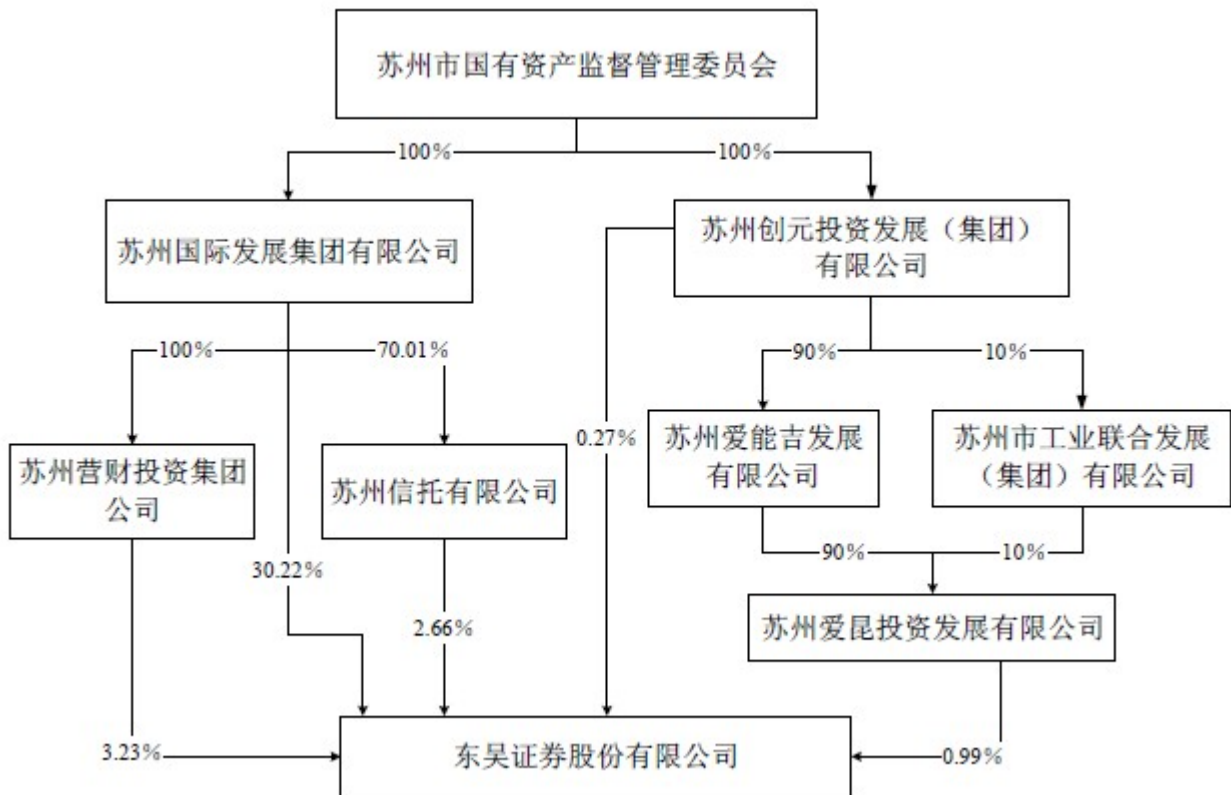 苏州市国有资产监督管理委员会
100%
100%
苏州国际发展集团有限公司
苏州创元投资发展（集团）
有限公司
100%
70.01%
90%
10%
0.27%
苏州营财投资集团
公司
苏州信托有限公司
苏州爱能吉发展
有限公司
苏州市工业联合发展
（集团）有限公司
30.22%
90%
10%
2.66%
苏州爱昆投资发展有限公司
3.23%
东吴证券股份有限公司
0.99%